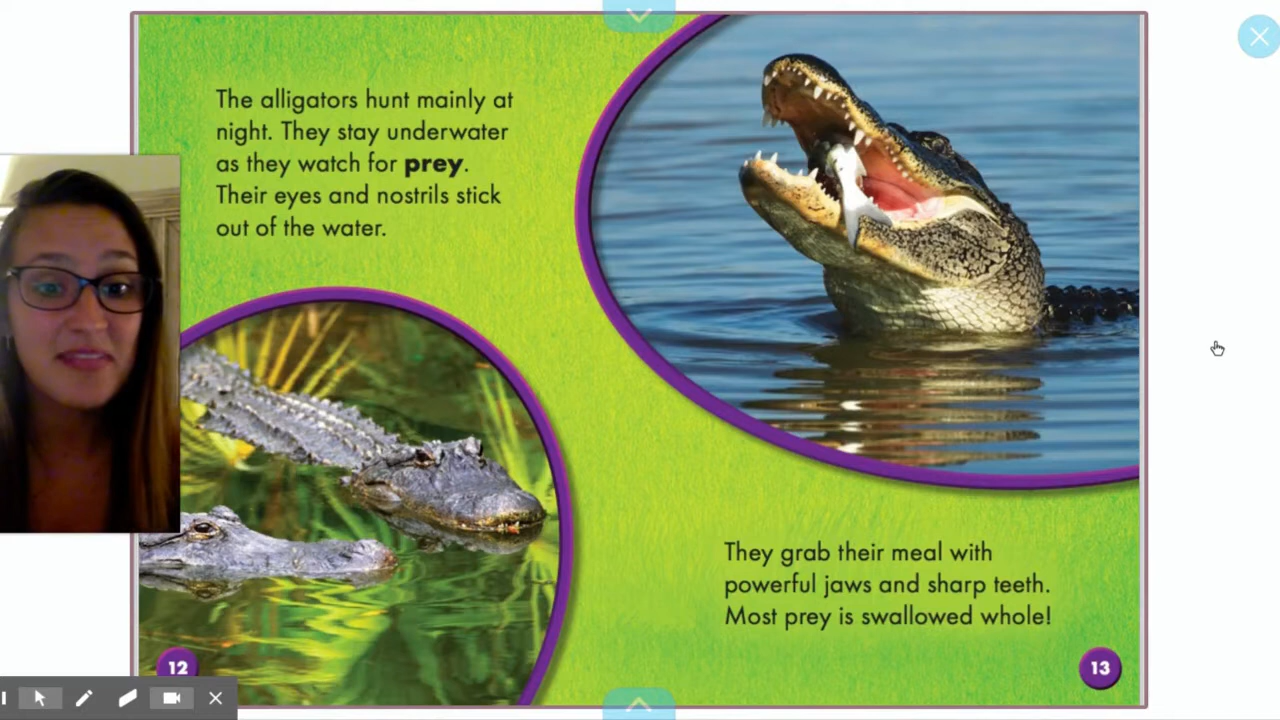 The alligators hunt mainly at
night. They stay underwater
as they watch for prey.
Their eyes and nostrils stick
out of the water.
They grab their meal with
powerful jaws and sharp teeth.
Most prey is swallowed whole!
12
13